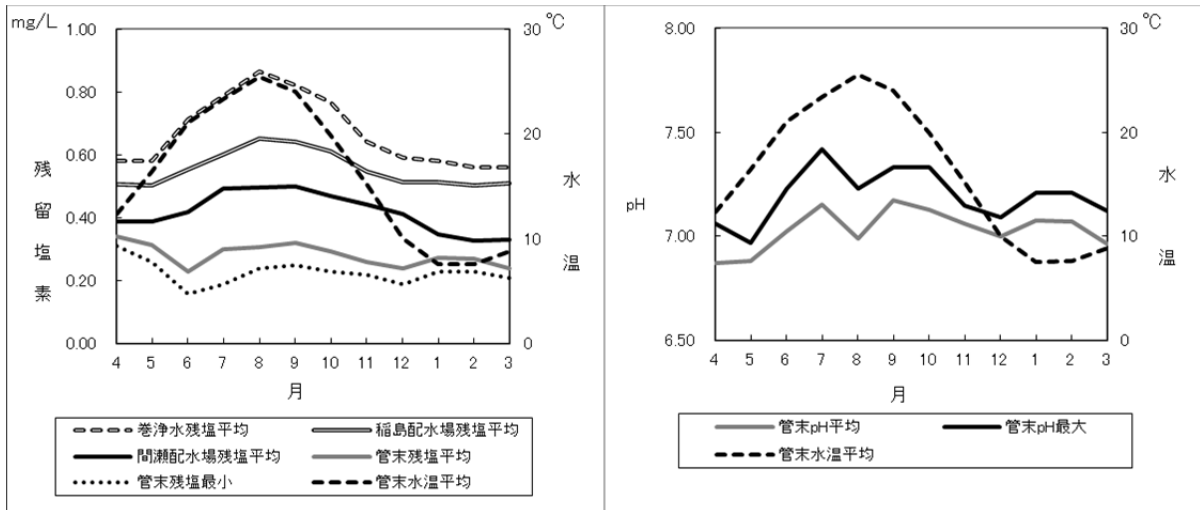 mg/L
℃
1.00
0.80
0.60
0.40
0.20
0.00
残留塩素
30
20
10
0
水温
4 5 6 7 8 9 10 11 12 1 2 3
月
巻浄水残塩平均
稲島配水場残塩平均
間瀬配水場残塩平均
管末残塩平均
管末残塩最小
管末水温平均
8.00
7.50
7.00
6.50
pH
℃
30
20
10
0
水温
4 5 6 7 8 9 10 11 12 1 2 3
月
管末pH平均
管末pH最大
管末水温平均